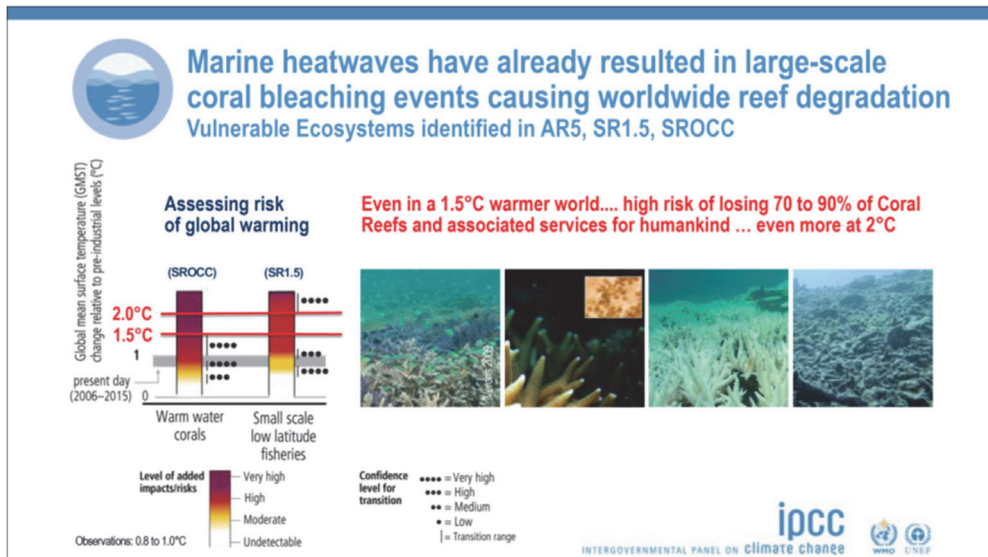 Marine heatwaves have already resulted in large-scale
coral bleaching events causing worldwide reef degradation
Vulnerable Ecosystems identified in AR5, SR1.5, SROCC
Global mean surface temperature (GMST)
change relative to pre-industrial levels (°C)
Assessing risk
of global warming
(SROCC)
(SR1.5)
2.0°C
1.5°C
1
present day
(2006–2015)
0
Warm water
corals
Small scale
low latitude
fisheries
Even in a 1.5°C warmer world.... high risk of losing 70 to 90% of Coral
Reefs and associated services for humankind … even more at 2°C
Level of added
impacts/risks
Very high
High
Moderate
Undetectable
Confidence
level for
transition
•••• = Very high
••• = High
•• = Medium
• = Low
| = Transition range
Observations: 0.8 to 1.0°C
ipcc
INTERGOVERNMENTAL PANEL ON climate change
WMO
UNEP